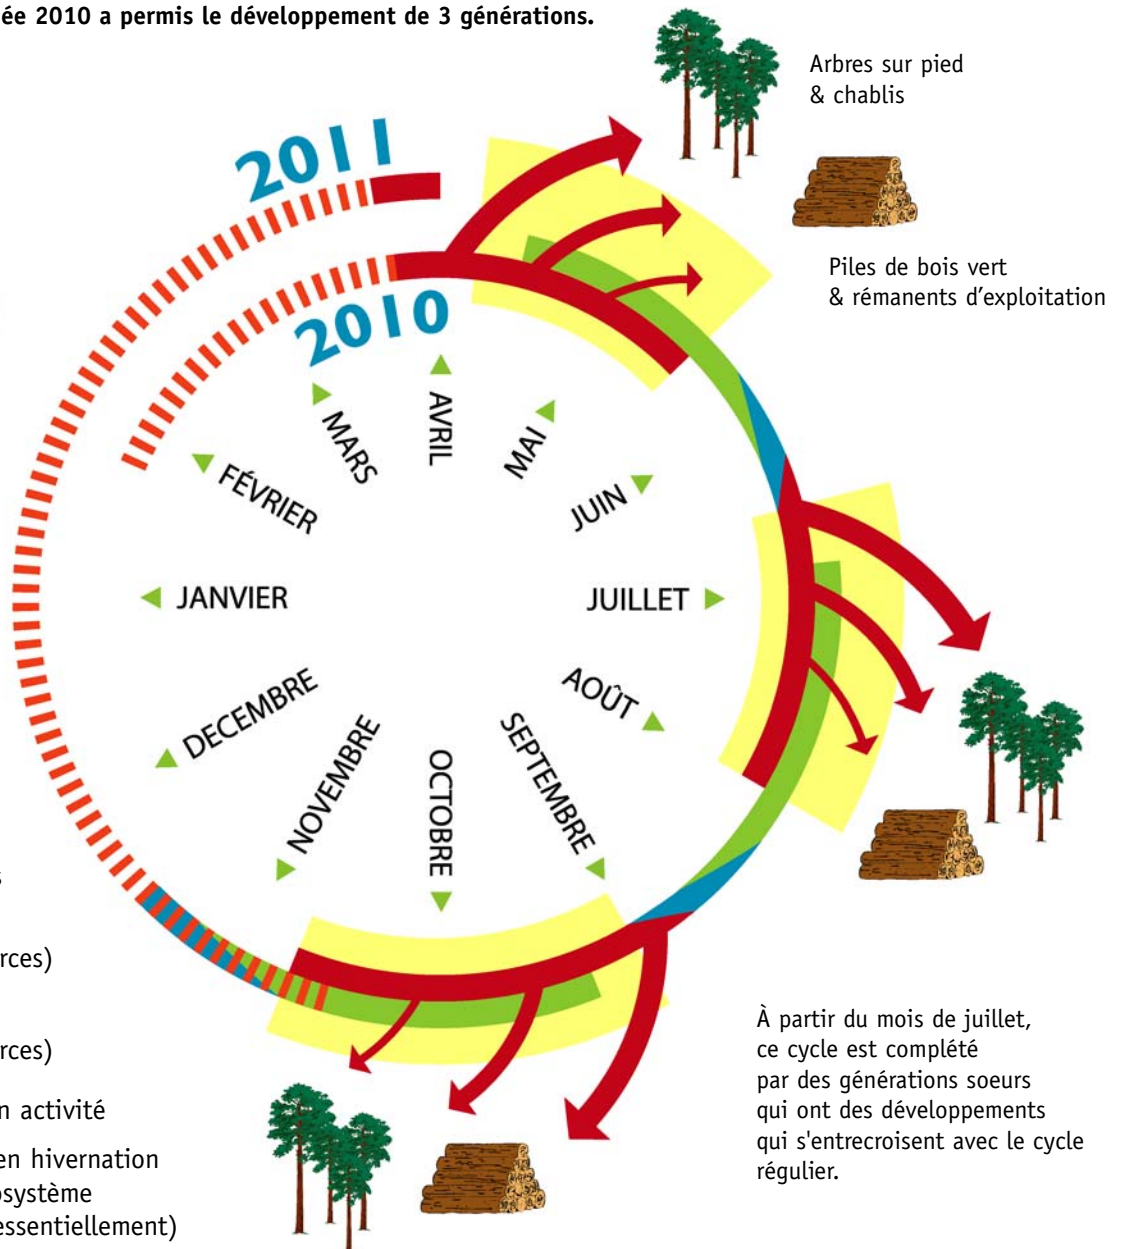 ée 2010 a permis le développement de 3 générations.
Arbres sur pied
& chablis
Piles de bois vert
& rémanents d’exploitation
2011
2010
AVRIL
MAI
JUIN
JUILLET
AOÛT
SEPTEMBRE
OCTOBRE
NOVEMBRE
DECEMBRE
JANVIER
FÉVRIER
MARS
s
rces)
rces)
n activité
en hivernation
osystème
essentiellement)
À partir du mois de juillet,
ce cycle est complété
par des générations soeurs
qui ont des développements
qui s'entrecroisent avec le cycle
régulier.